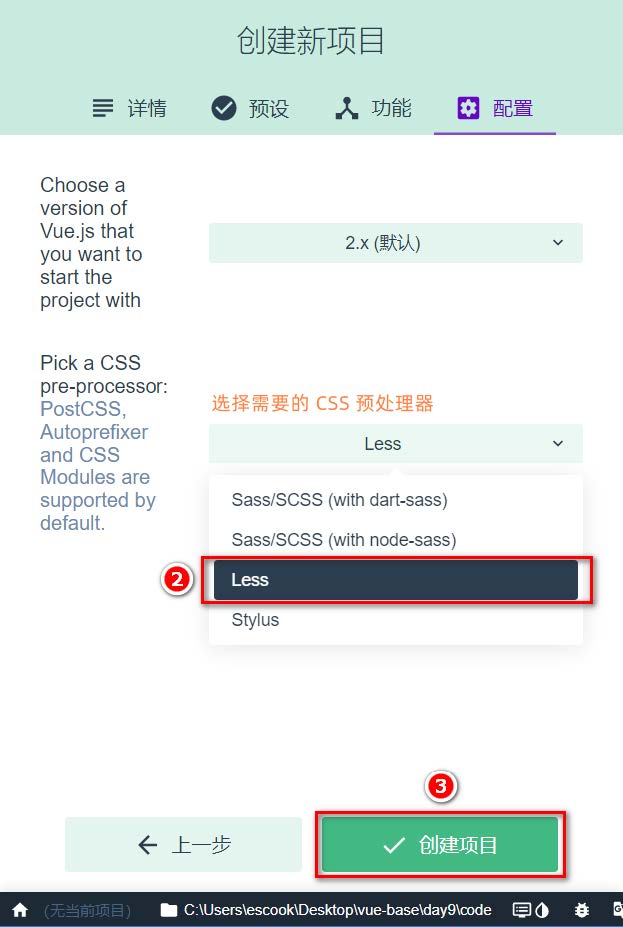 创建新项目
详情 预设 功能 配置
Choose a
version of
Vue.js that
you want to
start the
project with
2.x (默认)
Pick a CSS
pre-processor:
PostCSS,
Autoprefixer
and CSS
Modules are
supported by
default.
选择需要的 CSS 预处理器
Less
Sass/SCSS (with dart-sass)
Sass/SCSS (with node-sass)
2
Less
Stylus
3
上一步
创建项目
(无当前项目) C:\Users\escook\Desktop\vue-base\day9\code